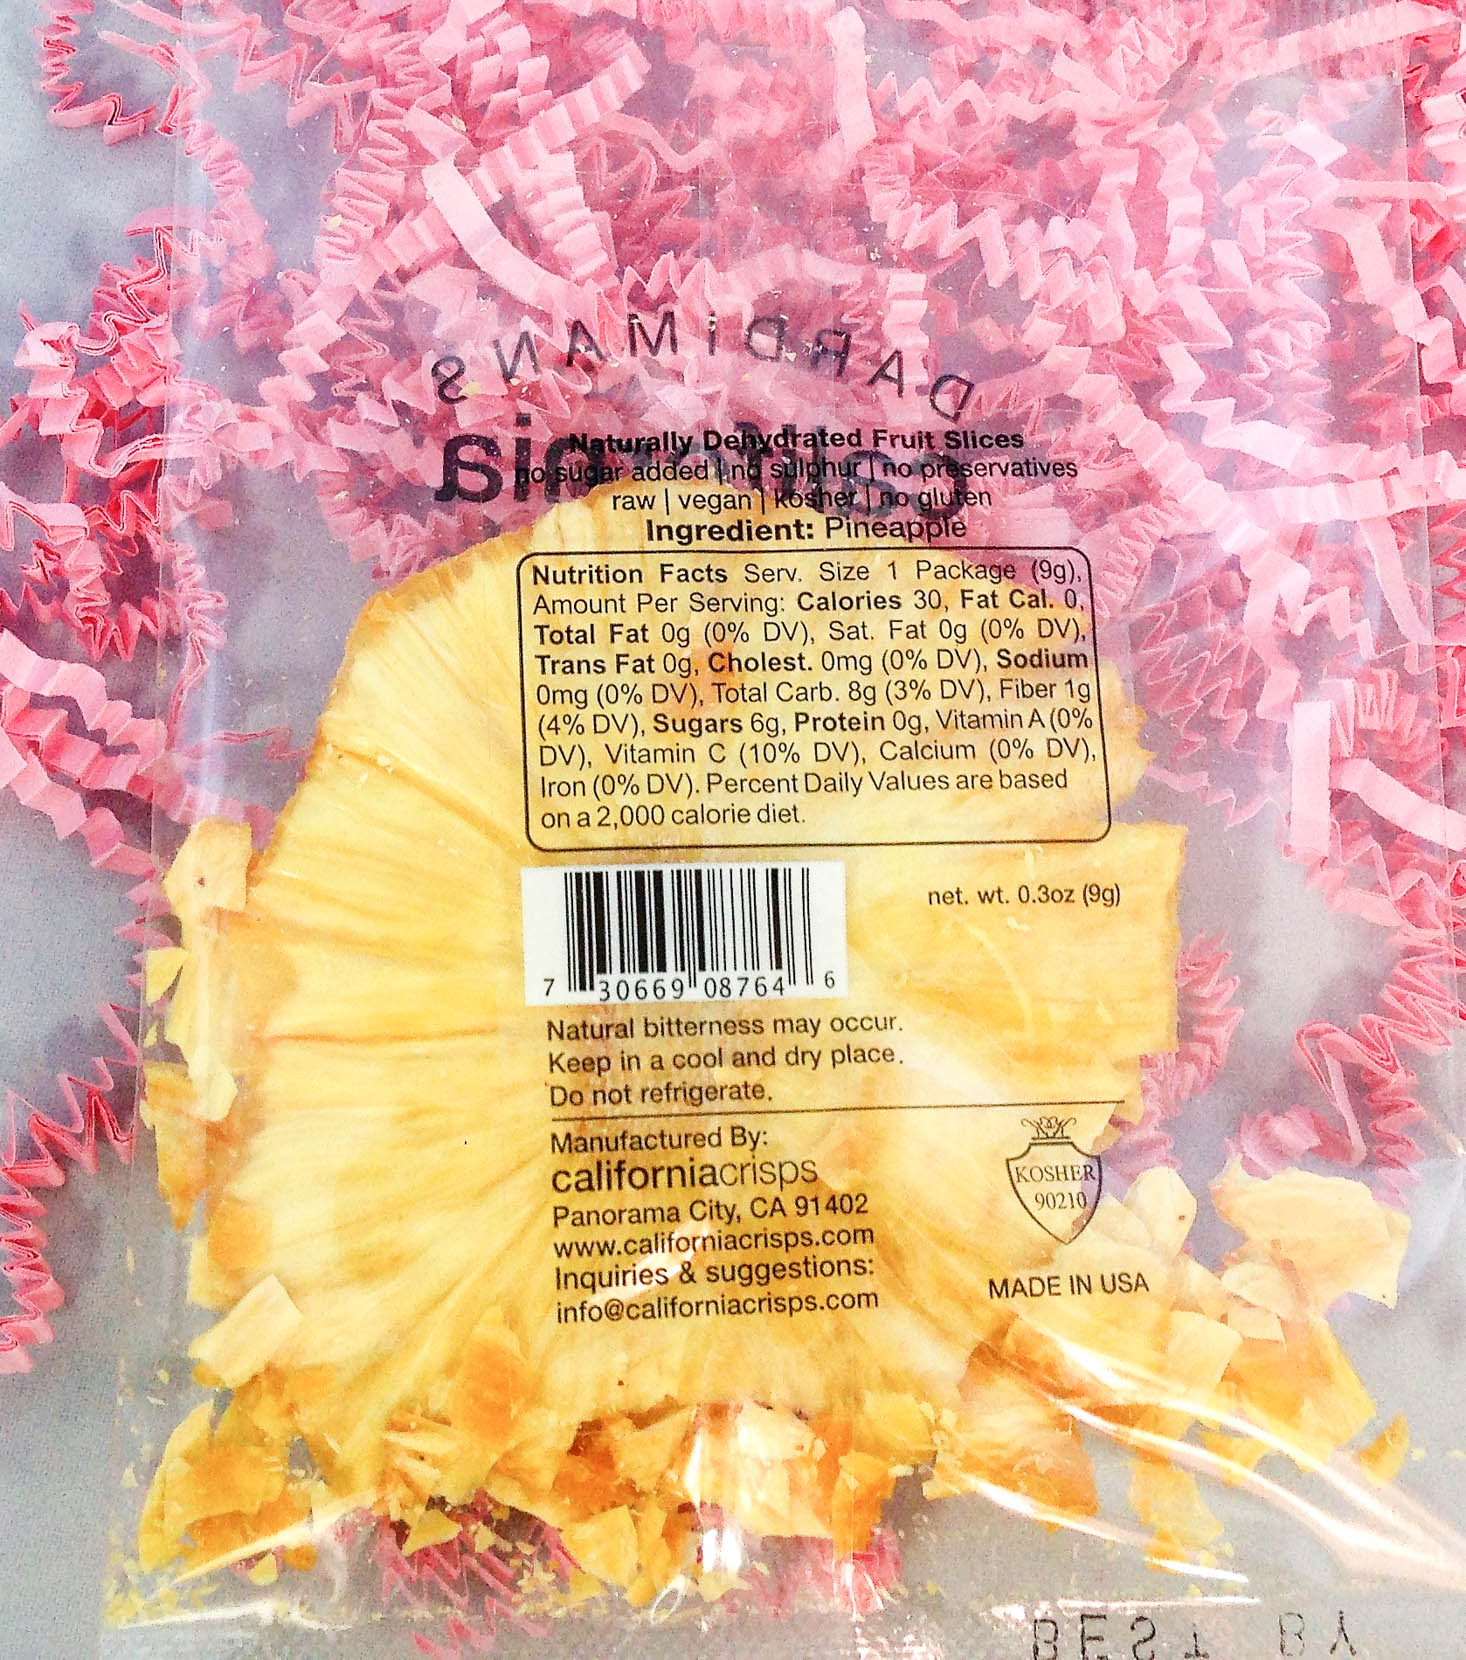 DARDiMANS
california
Naturally Dehydrated Fruit Slices
no sugar added | no sulphur | no preservatives
raw | vegan | kosher | no gluten
Ingredient: Pineapple
Nutrition Facts Serv. Size 1 Package (9g),
Amount Per Serving: Calories 30, Fat Cal. 0,
Total Fat 0g (0% DV), Sat. Fat 0g (0% DV),
Trans Fat 0g, Cholest. 0mg (0% DV), Sodium
0mg (0% DV), Total Carb. 8g (3% DV), Fiber 1g
(4% DV), Sugars 6g, Protein 0g, Vitamin A (0%
DV), Vitamin C (10% DV), Calcium (0% DV),
Iron (0% DV). Percent Daily Values are based
on a 2,000 calorie diet.
net. wt. 0.3oz (9g)
7 30669 08764 6
Natural bitterness may occur.
Keep in a cool and dry place.
Do not refrigerate.
Manufactured By:
californiacrisps
Panorama City, CA 91402
www.californiacrisps.com
Inquiries & suggestions:
info@californiacrisps.com
KOSHER
90210
MADE IN USA
BEST BY